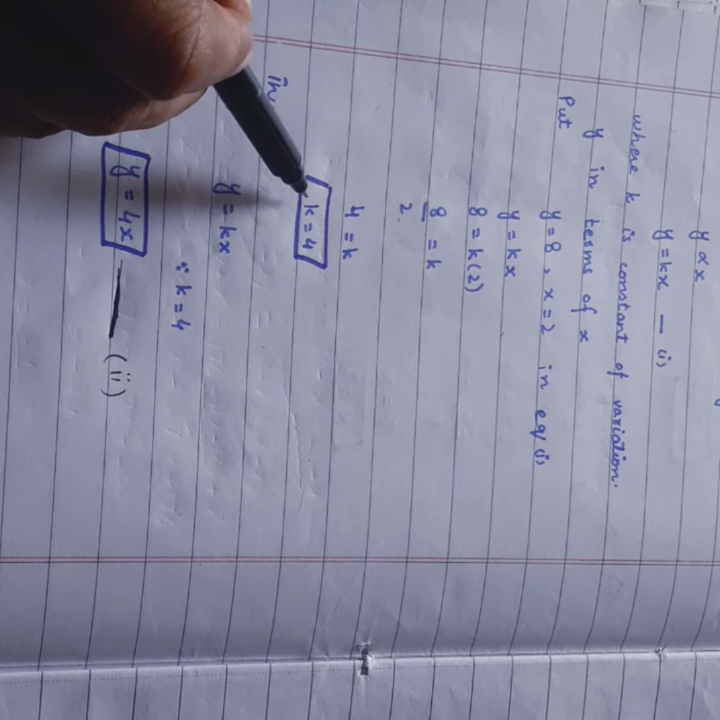 y ∝ x
y = kx — (i)
where k is constant of variation.
y in terms of x
Put
y = 8 , x = 2 in eq (i)
y = kx
8 = k(2)
8/2 = k
4 = k
k = 4
In
y = kx
∵ k = 4
y = 4x — (ii)